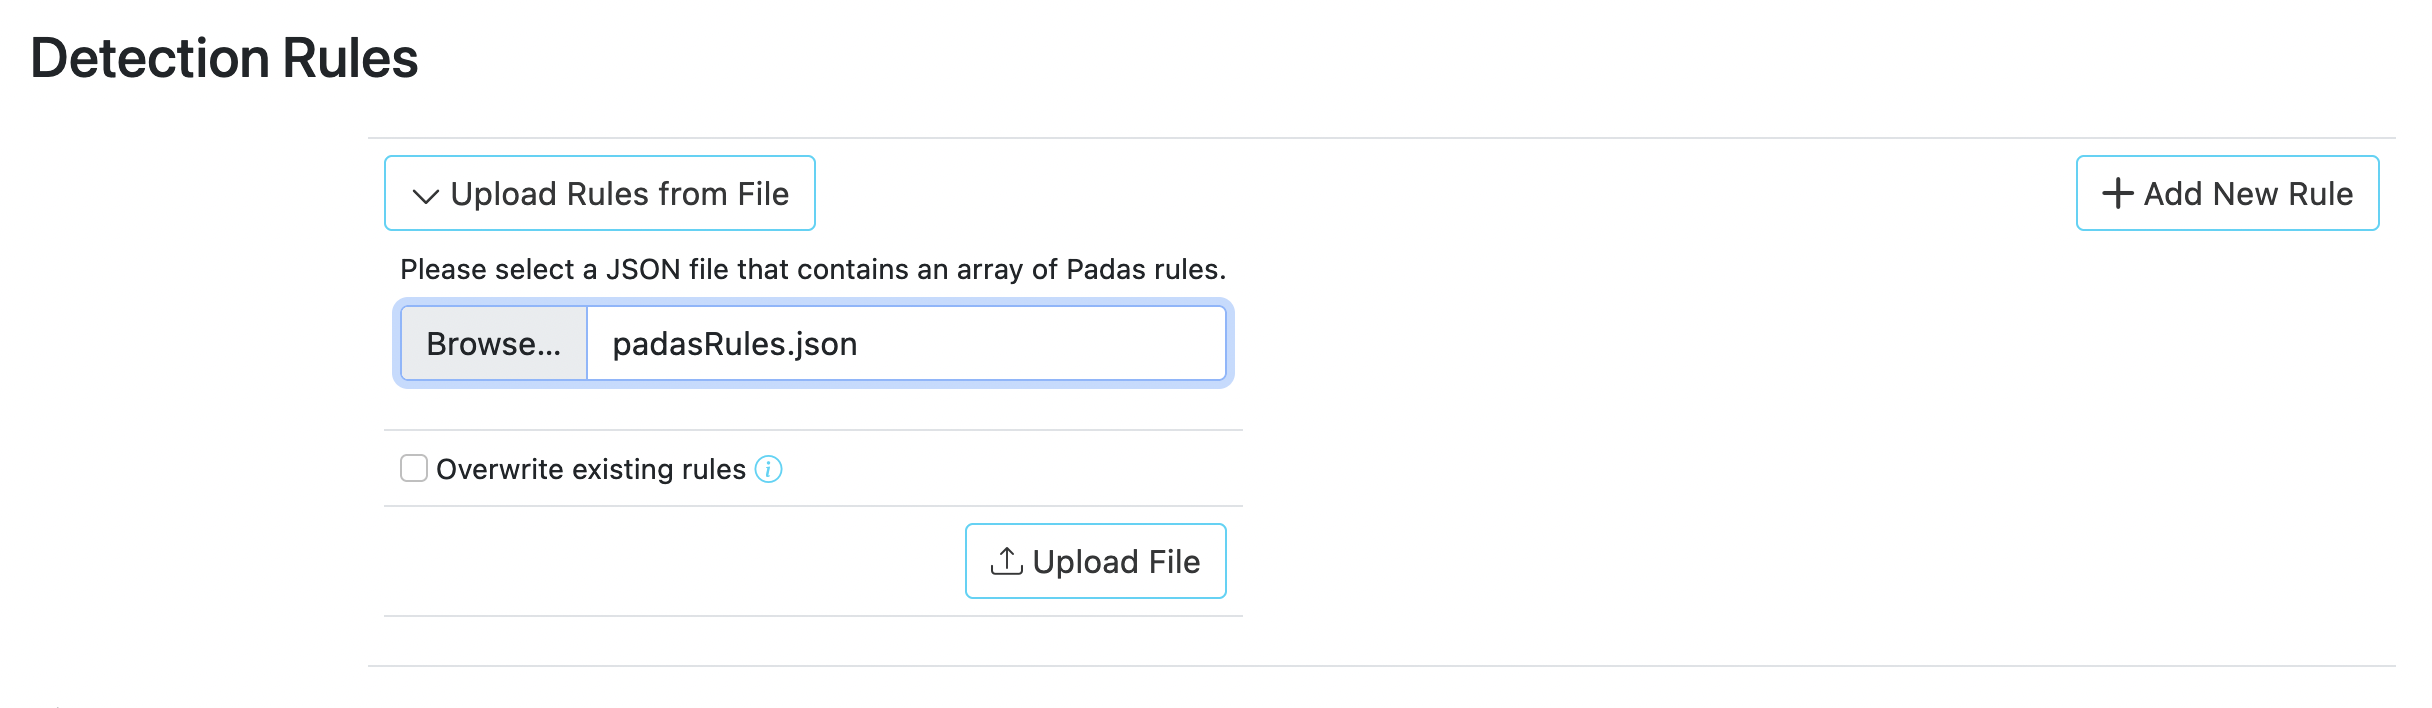 Detection Rules
Upload Rules from File
Add New Rule
Please select a JSON file that contains an array of Padas rules.
Browse... padasRules.json
Overwrite existing rules i
Upload File